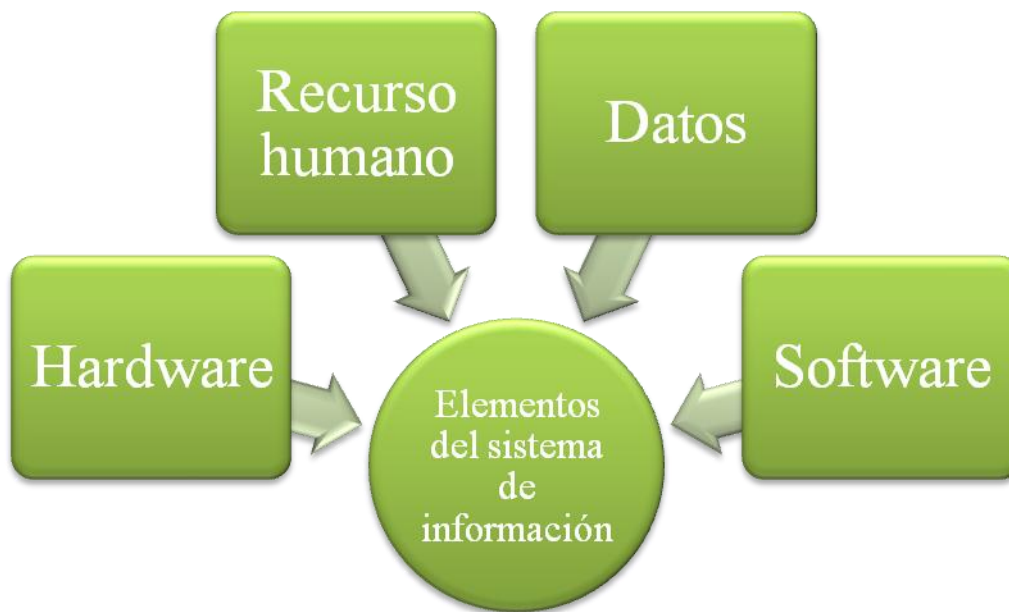 Recurso
humano
Datos
Hardware
Software
Elementos
del sistema
de
información